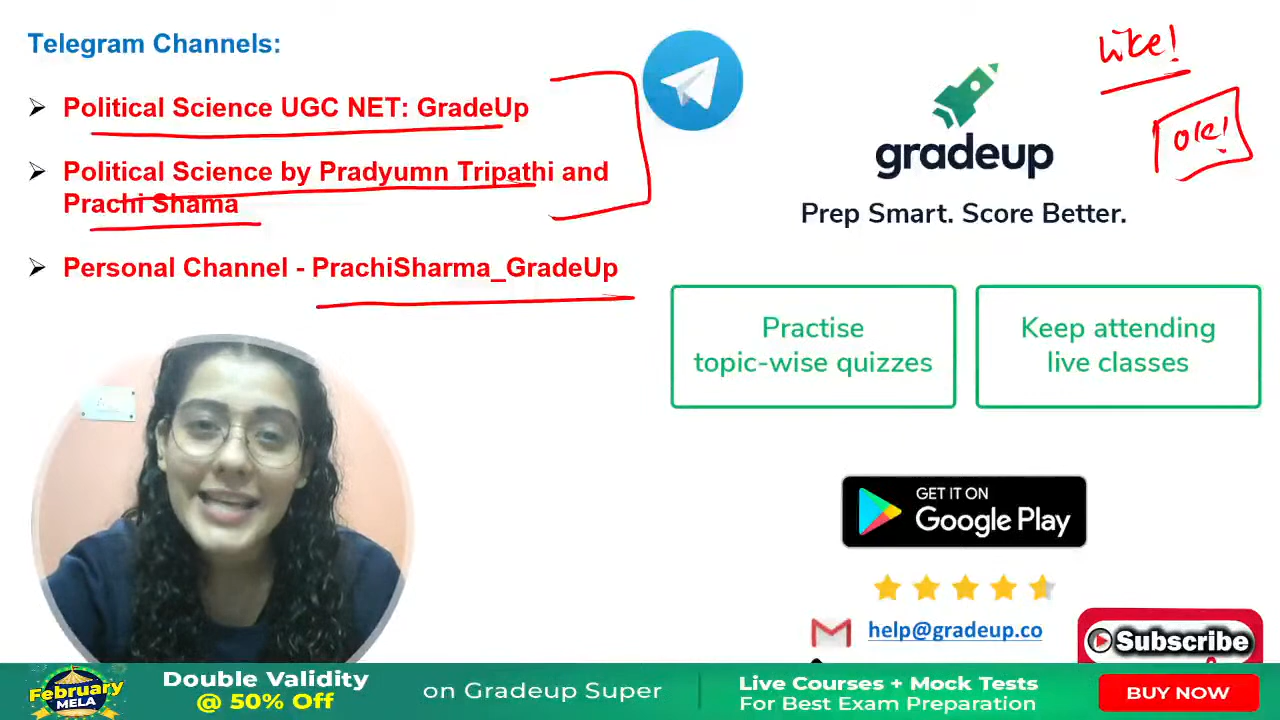 Telegram Channels:
Political Science UGC NET: GradeUp
Political Science by Pradyumn Tripathi and
Prachi Shama
Personal Channel - PrachiSharma_GradeUp
Like!
gradeup
Prep Smart. Score Better.
Practise
topic-wise quizzes
Keep attending
live classes
GET IT ON
Google Play
help@gradeup.co
Subscribe
February
MELA
Double Validity
@ 50% Off
on Gradeup Super
Live Courses + Mock Tests
For Best Exam Preparation
BUY NOW